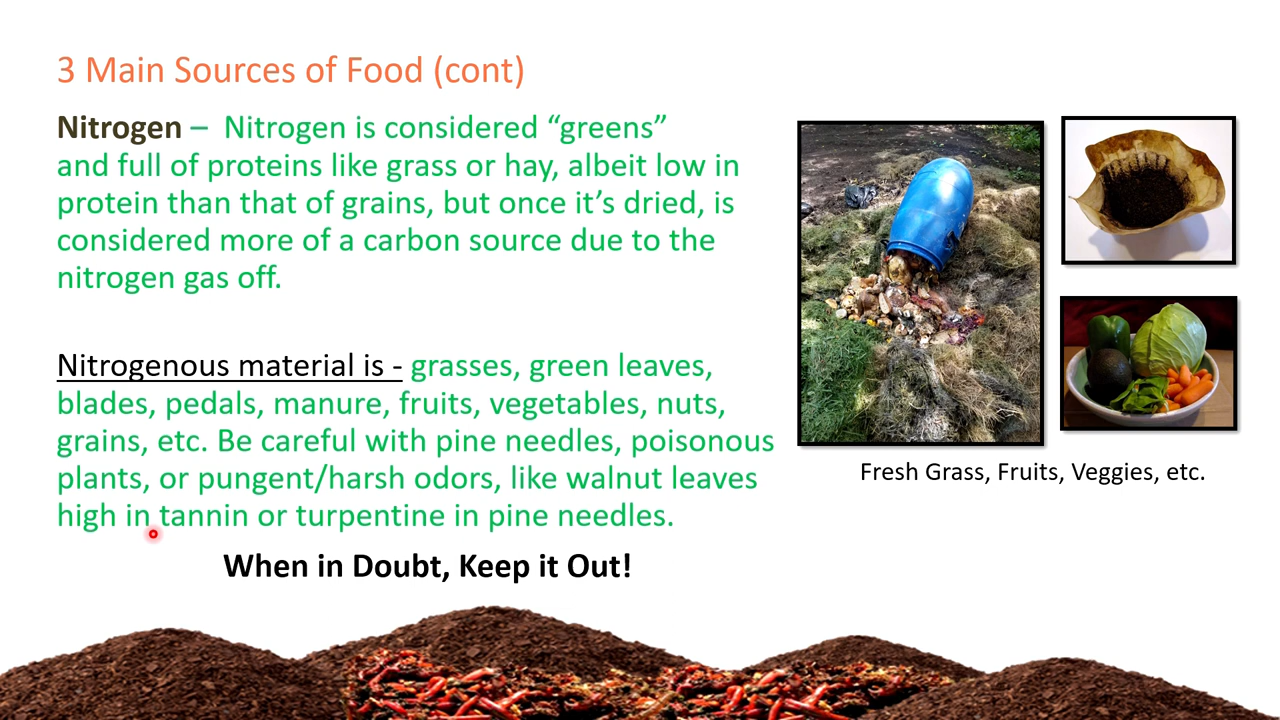 3 Main Sources of Food (cont)
Nitrogen – Nitrogen is considered “greens”
and full of proteins like grass or hay, albeit low in
protein than that of grains, but once it’s dried, is
considered more of a carbon source due to the
nitrogen gas off.
Nitrogenous material is - grasses, green leaves,
blades, pedals, manure, fruits, vegetables, nuts,
grains, etc. Be careful with pine needles, poisonous
plants, or pungent/harsh odors, like walnut leaves
high in tannin or turpentine in pine needles.
When in Doubt, Keep it Out!
Fresh Grass, Fruits, Veggies, etc.